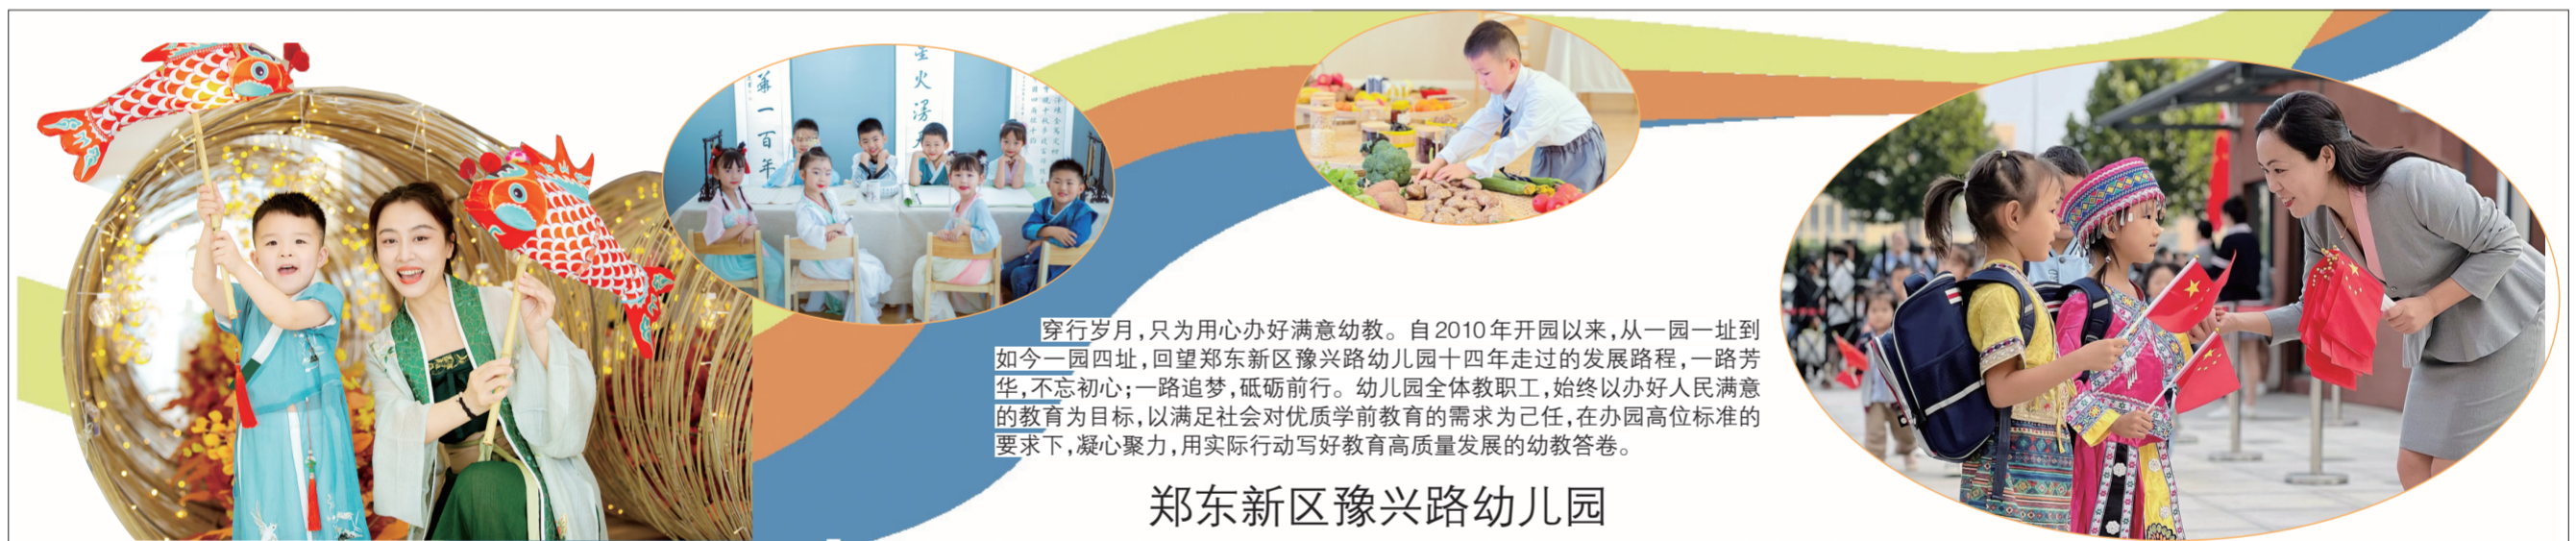 星火漫天
第一百年
穿行岁月,只为用心办好满意幼教。自2010年开园以来,从一园一址到
如今一园四址,回望郑东新区豫兴路幼儿园十四年走过的发展路程,一路芳
华,不忘初心;一路追梦,砥砺前行。幼儿园全体教职工,始终以办好人民满意
的教育为目标,以满足社会对优质学前教育的需求为己任,在办园高位标准的
要求下,凝心聚力,用实际行动写好教育高质量发展的幼教答卷。
郑东新区豫兴路幼儿园